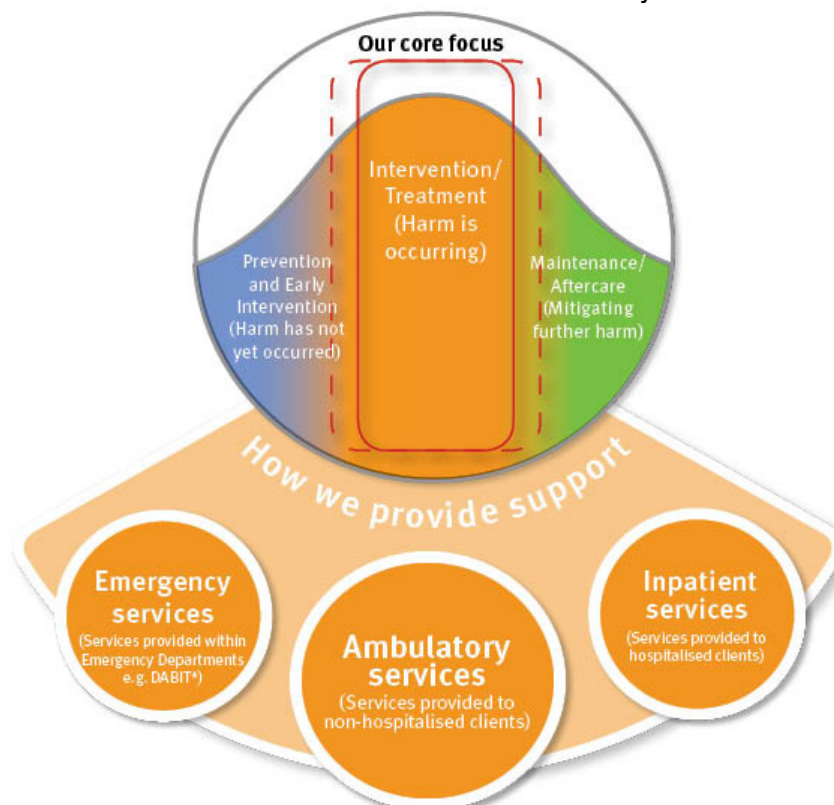 Our core focus
Intervention/
Treatment
(Harm is
occurring)
Prevention
and Early
Intervention
(Harm has not
yet occurred)
Maintenance/
Aftercare
(Mitigating
further harm)
How we provide support
Emergency
services
(Services provided within
Emergency Departments
e.g. DABIT*)
Ambulatory
services
(Services provided to
non-hospitalised clients)
Inpatient
services
(Services provided to
hospitalised clients)